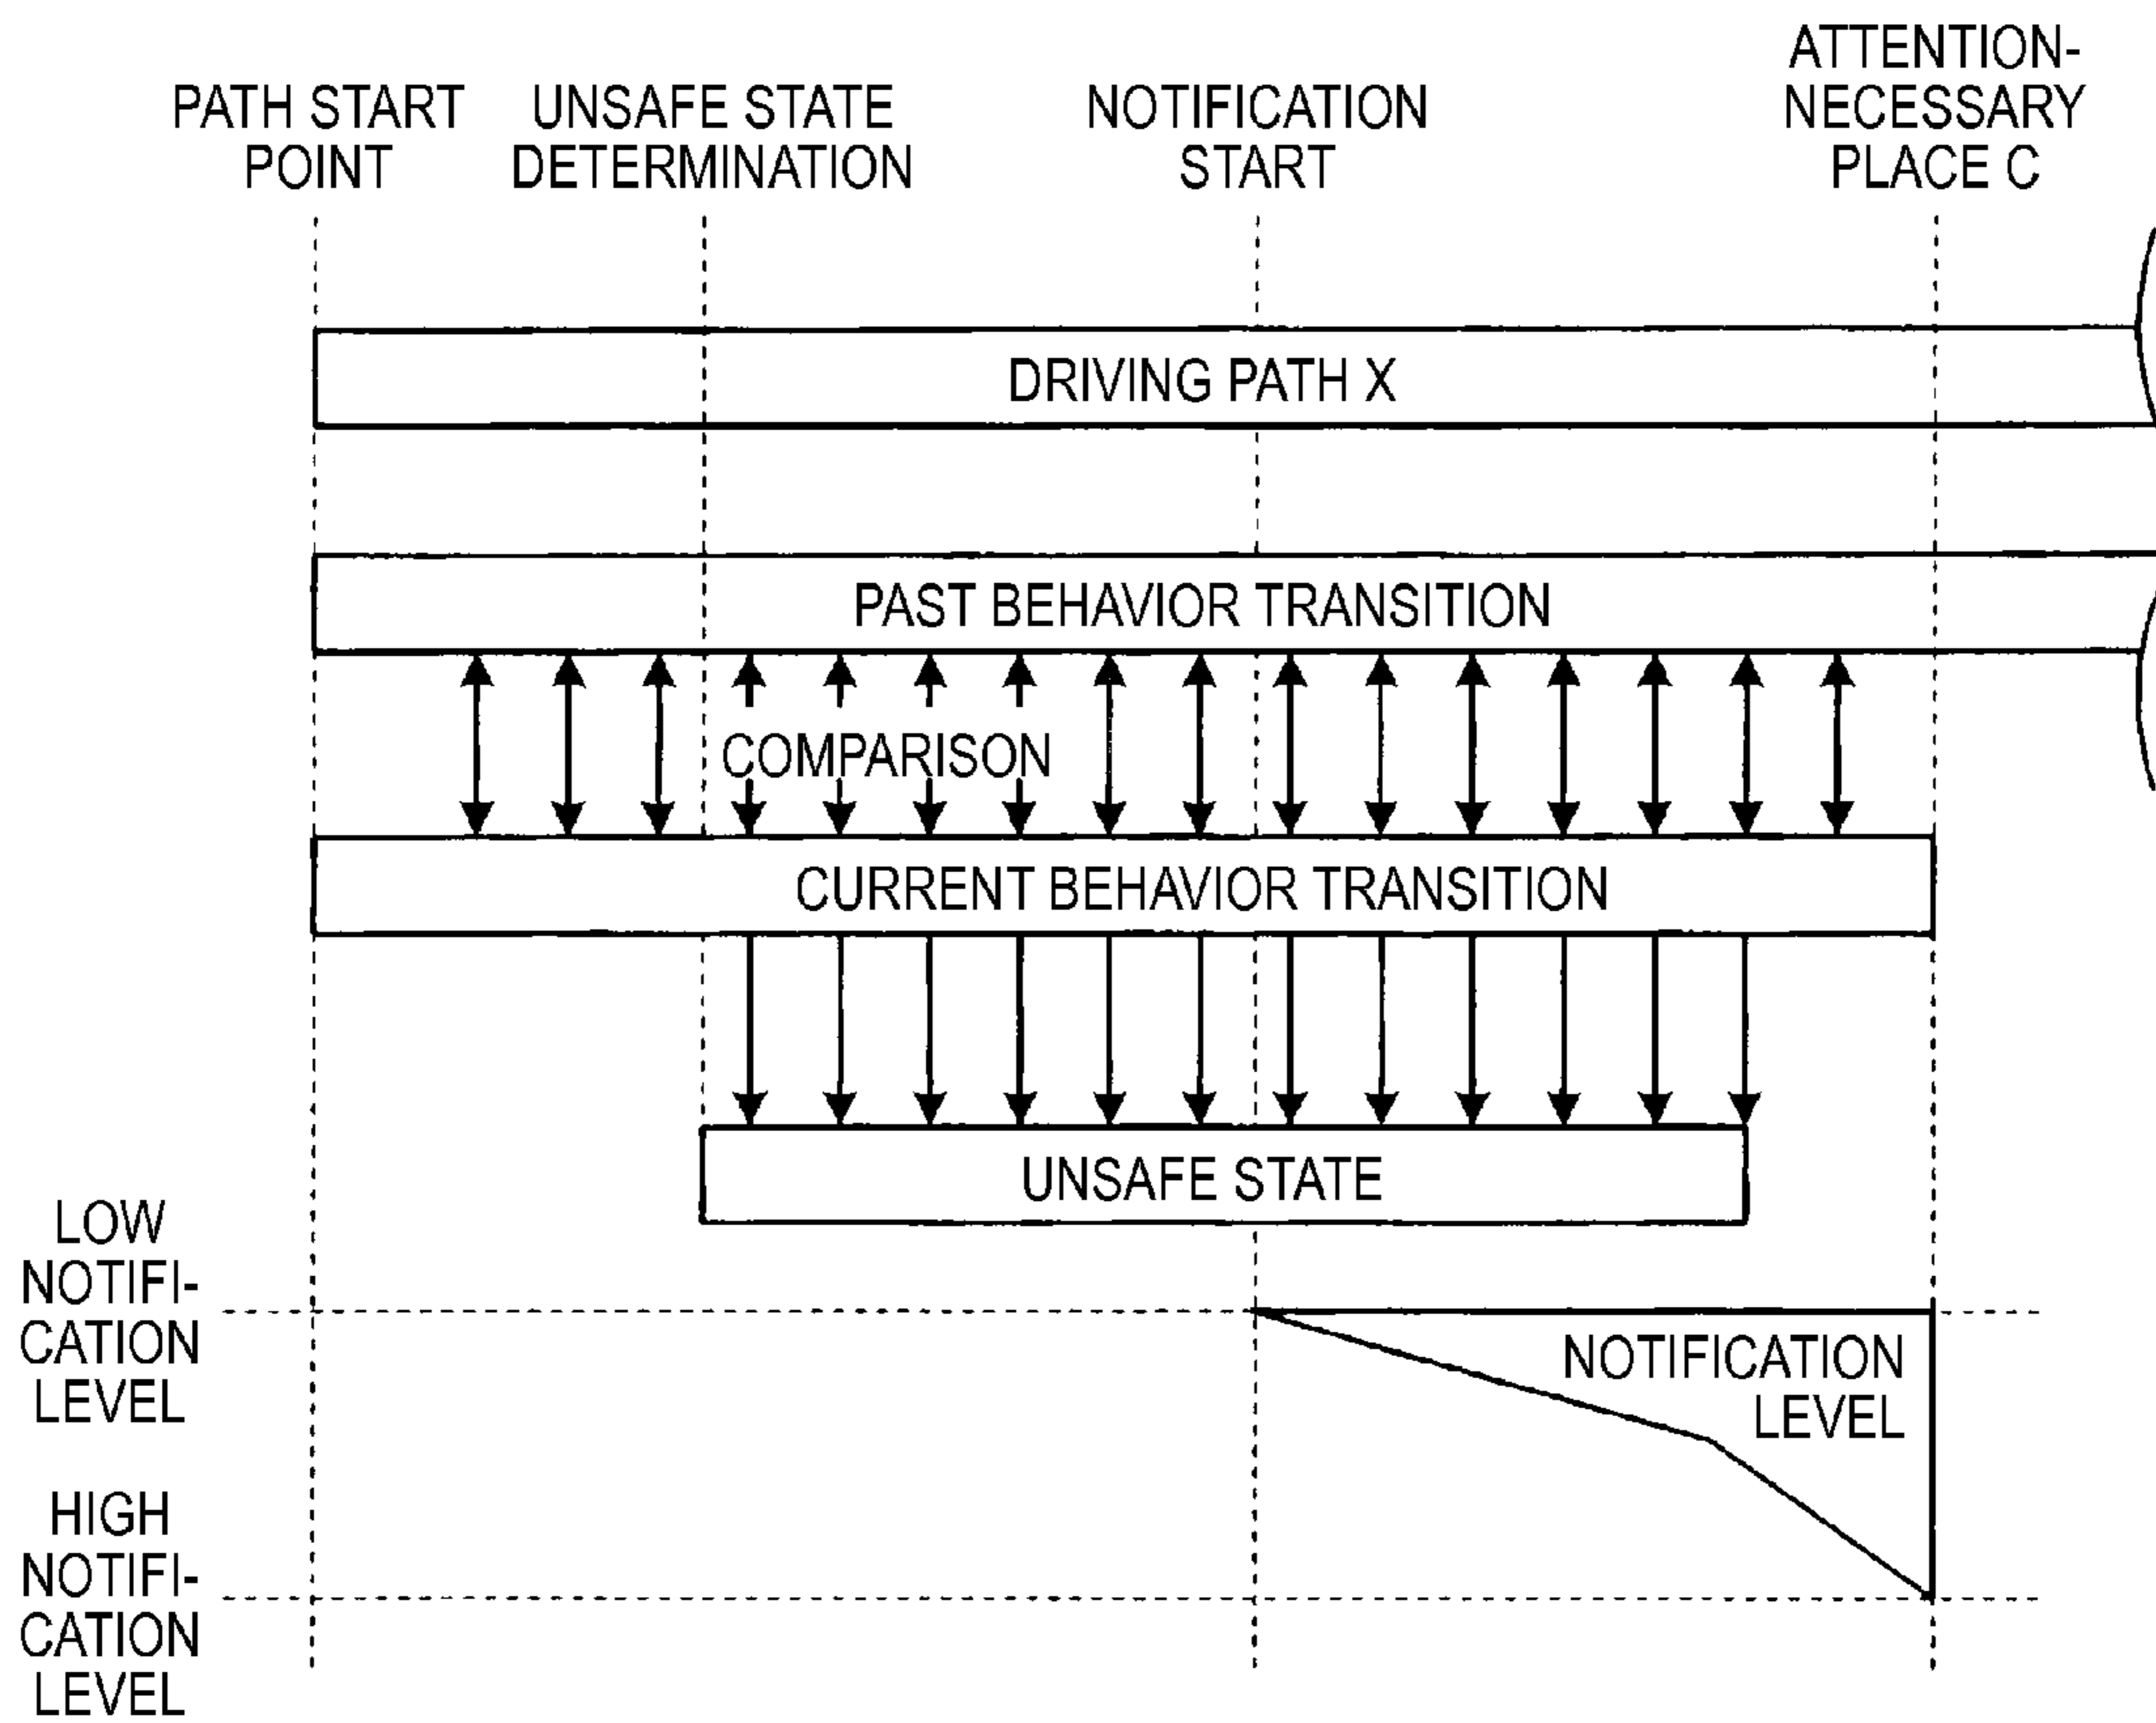 PATH START
POINT
UNSAFE STATE
DETERMINATION
NOTIFICATION
START
ATTENTION-
NECESSARY
PLACE C
DRIVING PATH X
PAST BEHAVIOR TRANSITION
COMPARISON
CURRENT BEHAVIOR TRANSITION
UNSAFE STATE
LOW
NOTIFI-
CATION
LEVEL
NOTIFICATION
LEVEL
HIGH
NOTIFI-
CATION
LEVEL